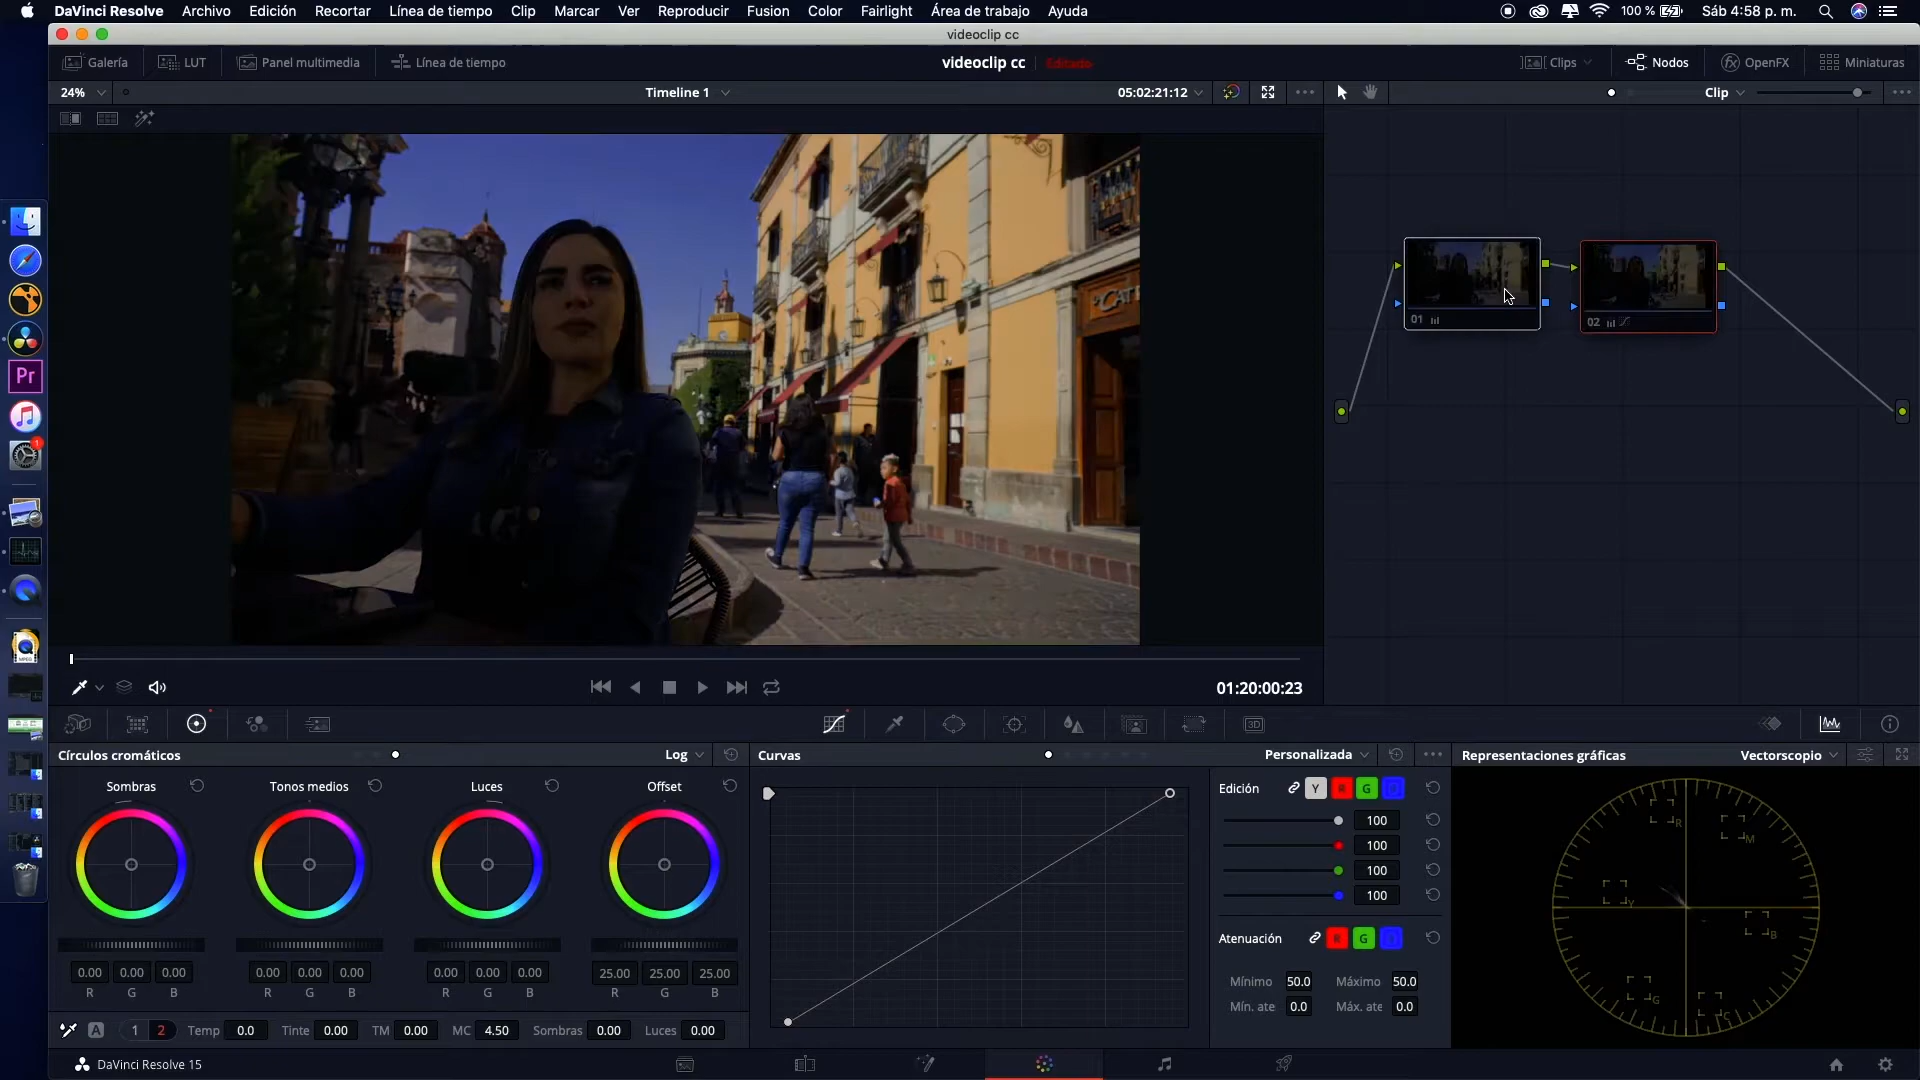 DaVinci Resolve Archivo Edición Recortar Línea de tiempo Clip Marcar Ver Reproducir Fusion Color Fairlight Área de trabajo Ayuda 100 % Sáb 4:58 p. m.
videoclip cc
Galería LUT Panel multimedia Línea de tiempo videoclip cc Editado Clips Nodos OpenFX Miniaturas
24% Timeline 1 05:02:21:12 Clip
01 02
Pr
1
01:20:00:23
3D
Círculos cromáticos Log Curvas Personalizada Representaciones gráficas Vectorscopio
Sombras Tonos medios Luces Offset
Edición Y R G
100
100
100
100
R M Y B G C
Atenuación R G
0.00 0.00 0.00 0.00 0.00 0.00 0.00 0.00 0.00 25.00 25.00 25.00
R G B R G B R G B R G B
Mínimo 50.0 Máximo 50.0
Mín. ate 0.0 Máx. ate 0.0
A 1 2 Temp 0.0 Tinte 0.00 TM 0.00 MC 4.50 Sombras 0.00 Luces 0.00
DaVinci Resolve 15